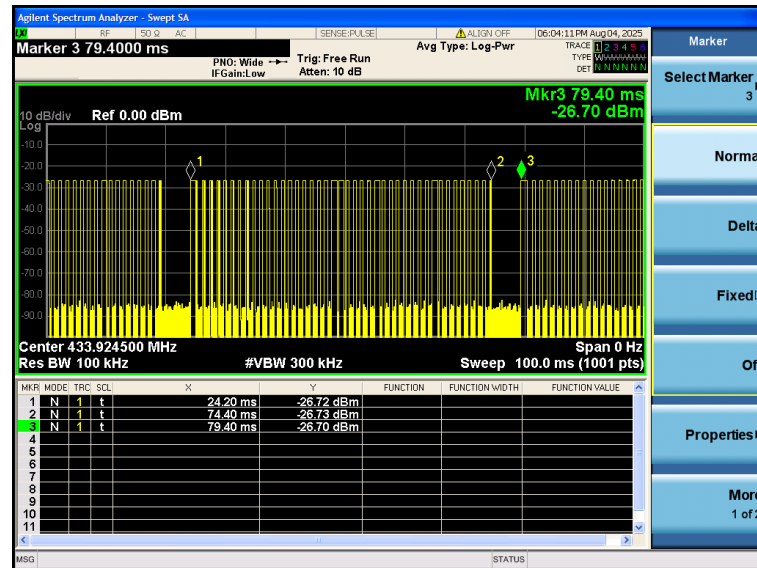 Agilent Spectrum Analyzer - Swept SA
RF 50 Ω AC SENSE:PULSE ALIGN OFF 06:04:11 PM Aug 04, 2025
Marker 3 79.4000 ms
PNO: Wide
IFGain:Low
Trig: Free Run
Atten: 10 dB
Avg Type: Log-Pwr
TRACE 1 2 3 4 5 6
TYPE W
DET N N N N N N
Mkr3 79.40 ms
-26.70 dBm
10 dB/div Ref 0.00 dBm
Log
1 2 3
-10.0
-20.0
-30.0
-40.0
-50.0
-60.0
-70.0
-80.0
-90.0
Center 433.924500 MHz Span 0 Hz
Res BW 100 kHz #VBW 300 kHz Sweep 100.0 ms (1001 pts)
MKR MODE TRC SCL X Y FUNCTION FUNCTION WIDTH FUNCTION VALUE
1 N 1 t 24.20 ms -26.72 dBm
2 N 1 t 74.40 ms -26.73 dBm
3 N 1 t 79.40 ms -26.70 dBm
4
5
6
7
8
9
10
11
MSG STATUS
Marker
Select Marker
3
Norma
Delta
Fixed
Of
Properties
More
1 of 2